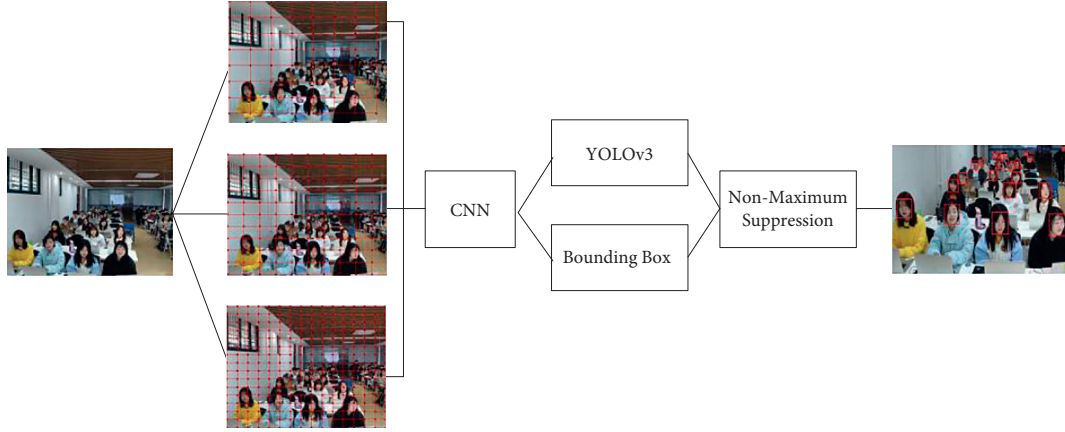 CNN
YOLOv3
Bounding Box
Non-Maximum
Suppression